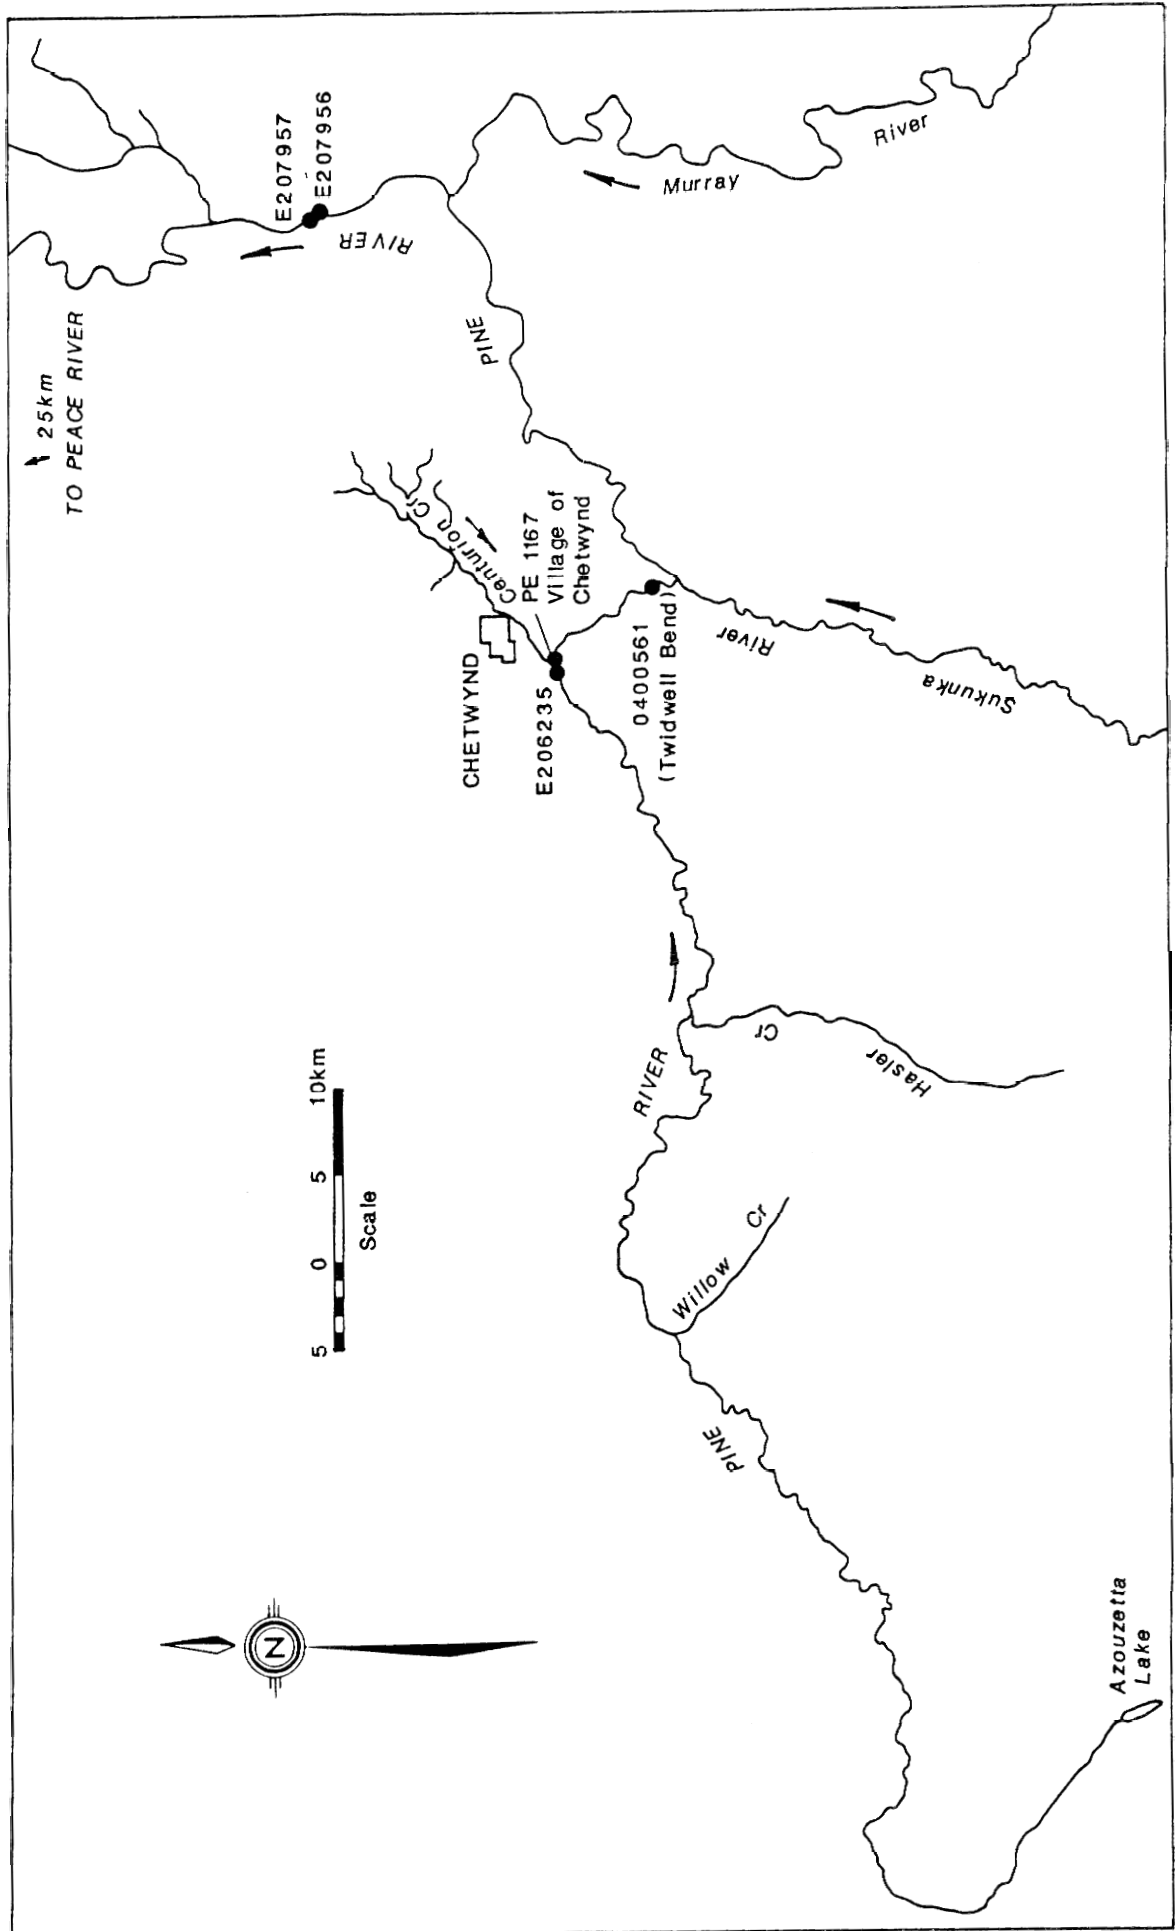 25km
TO PEACE RIVER
E207957
E207956
RIVER
PINE
Murray
River
Centurion Cr
PE 1167
Village of
Chetwynd
CHETWYND
E206235
0400561
(Twidwell Bend)
River
Sukunka
RIVER
Cr
Hasler
Willow Cr
PINE
5 0 5 10km
Scale
N
Azouzetta
Lake